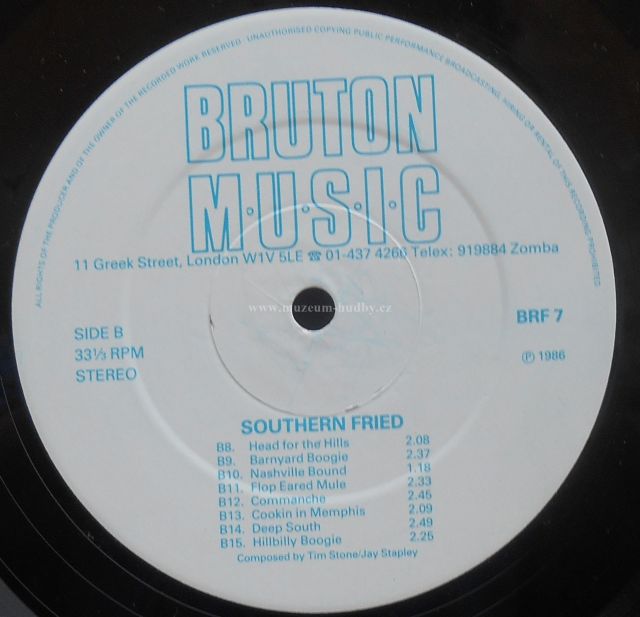 ALL RIGHTS OF THE PRODUCER AND OF THE OWNER OF THE RECORDED WORK RESERVED · UNAUTHORISED COPYING PUBLIC PERFORMANCE BROADCASTING, HIRING OR RENTAL OF THIS RECORDING PROHIBITED
BRUTON
M·U·S·I·C
11 Greek Street, London W1V 5LE ☎ 01-437 4266 Telex: 919884 Zomba
www.muzeum-hudby.cz
BRF 7
SIDE B
33⅓ RPM
℗ 1986
STEREO
SOUTHERN FRIED
B8. Head for the Hills 2.08
B9. Barnyard Boogie 2.37
B10. Nashville Bound 1.18
B11. Flop Eared Mule 2.33
B12. Commanche 2.45
B13. Cookin in Memphis 2.09
B14. Deep South 2.49
B15. Hillbilly Boogie 2.25
Composed by Tim Stone/Jay Stapley